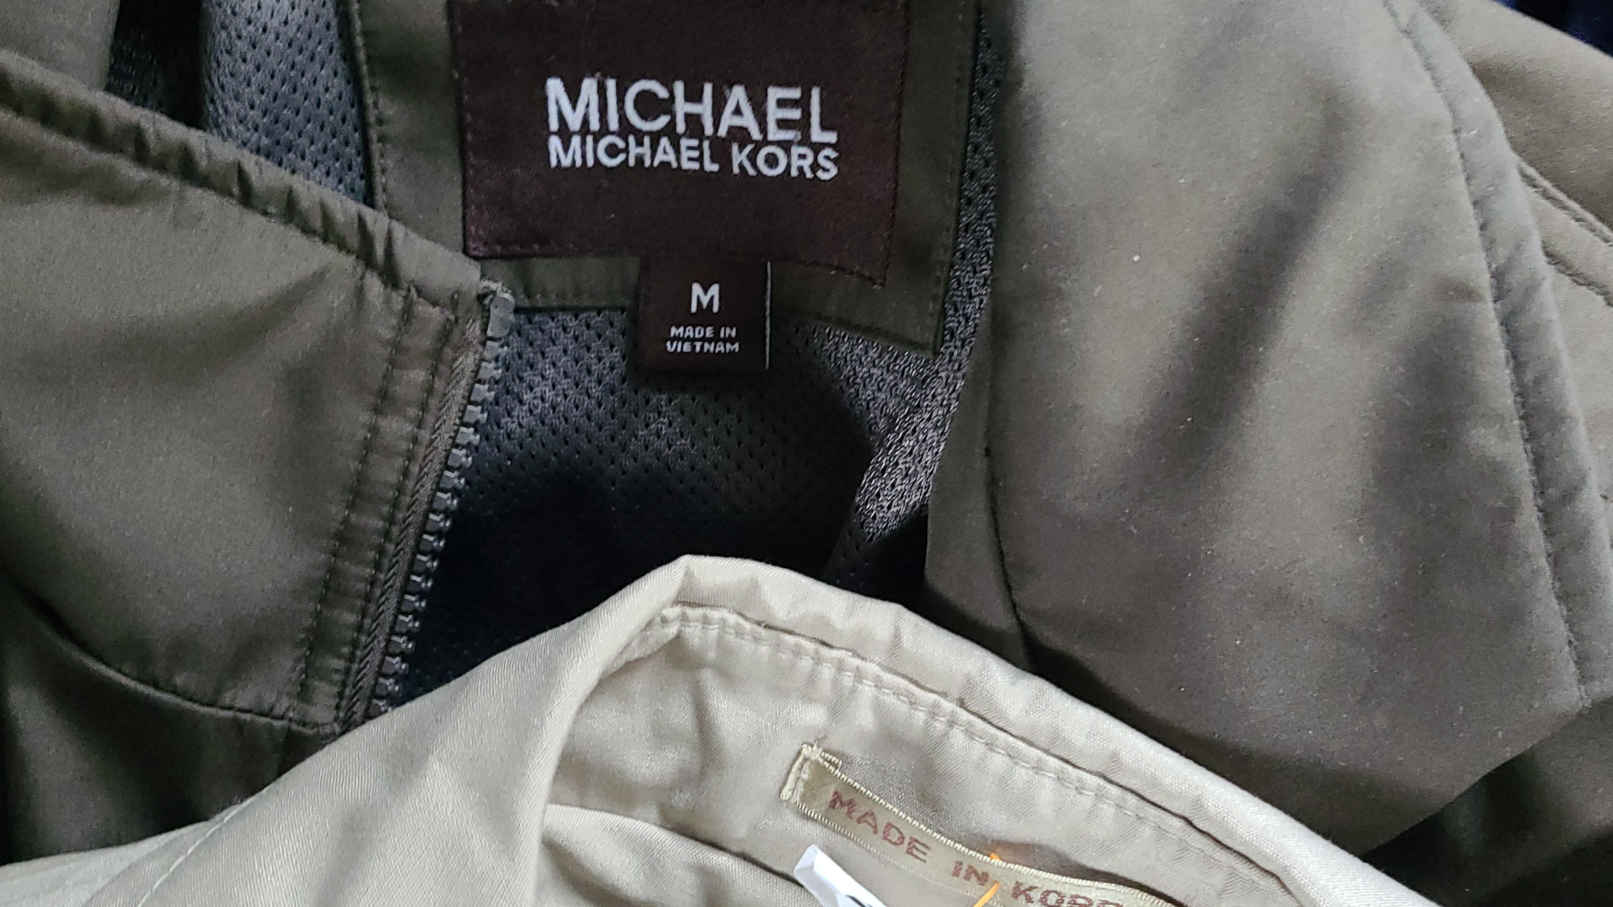 MICHAEL
MICHAEL KORS
M
MADE IN
VIETNAM
MADE IN